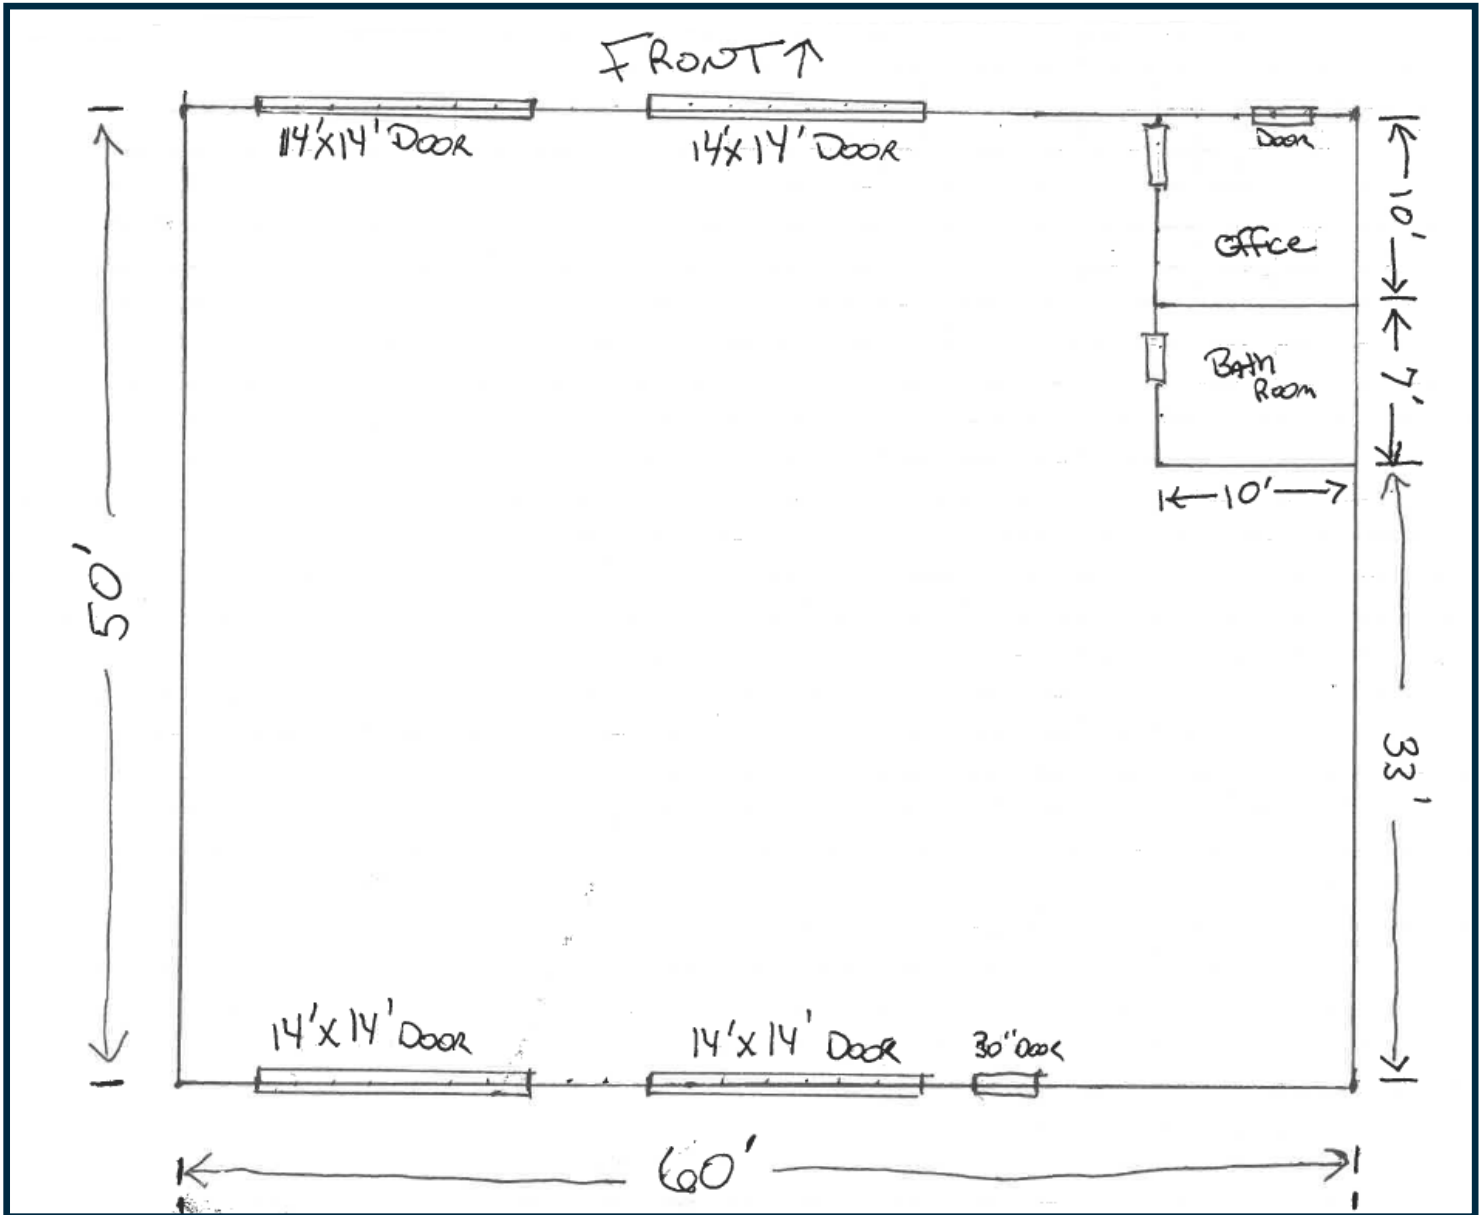 FRONT↑
14'X14' DOOR
14'X14' DOOR
DOOR
10'
OFFICE
7'
BATH
ROOM
10'
50'
33'
14'X14' DOOR
14'X14' DOOR
30" DOOR
60'